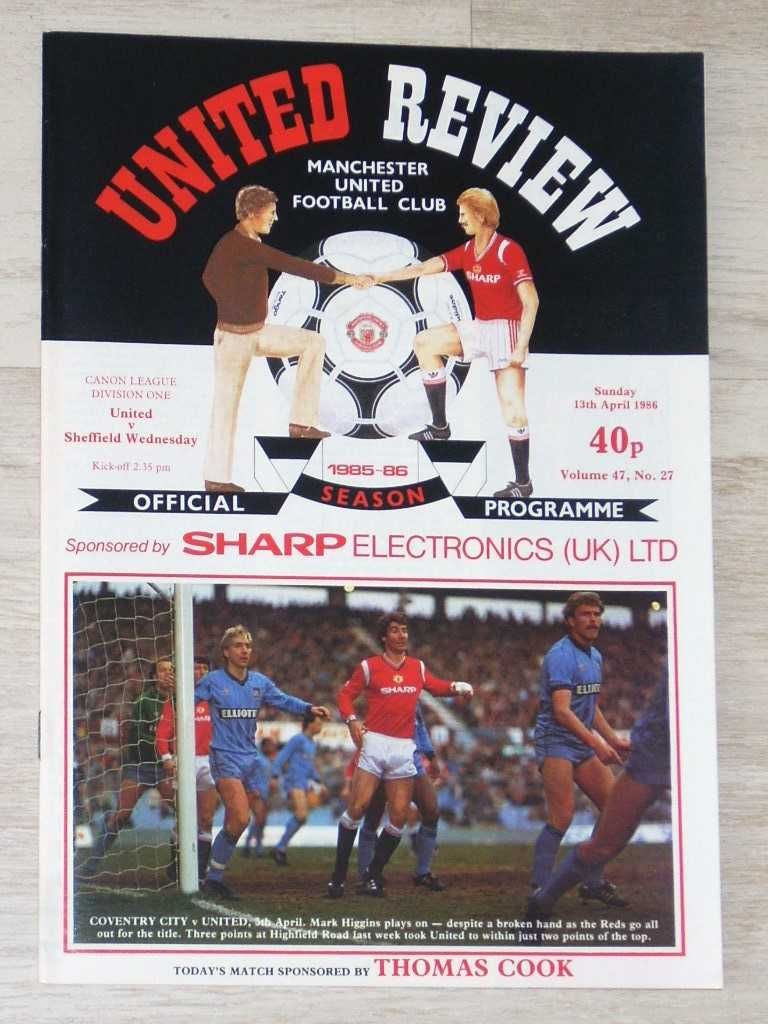 UNITED REVIEW
MANCHESTER
UNITED
FOOTBALL CLUB
SHARP
CANON LEAGUE
DIVISION ONE
United
v
Sheffield Wednesday
Kick-off 2.35 pm
Sunday
13th April 1986
40p
Volume 47, No. 27
1985-86
OFFICIAL SEASON PROGRAMME
Sponsored by SHARP ELECTRONICS (UK) LTD
ELLIOTT
SHARP
COVENTRY CITY v UNITED, 5th April. Mark Higgins plays on — despite a broken hand as the Reds go all
out for the title. Three points at Highfield Road last week took United to within just two points of the top.
TODAY'S MATCH SPONSORED BY THOMAS COOK